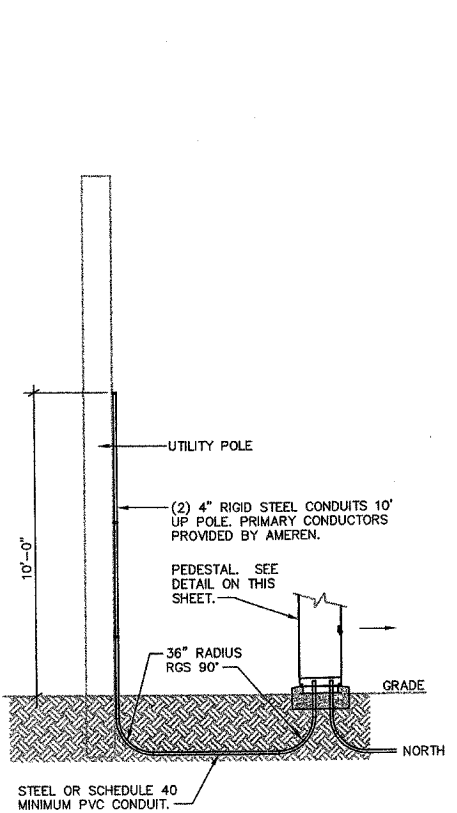 UTILITY POLE
(2) 4" RIGID STEEL CONDUITS 10'
UP POLE. PRIMARY CONDUCTORS
PROVIDED BY AMEREN.
10'-0"
PEDESTAL. SEE
DETAIL ON THIS
SHEET.
36" RADIUS
RGS 90°
GRADE
NORTH
STEEL OR SCHEDULE 40
MINIMUM PVC CONDUIT.